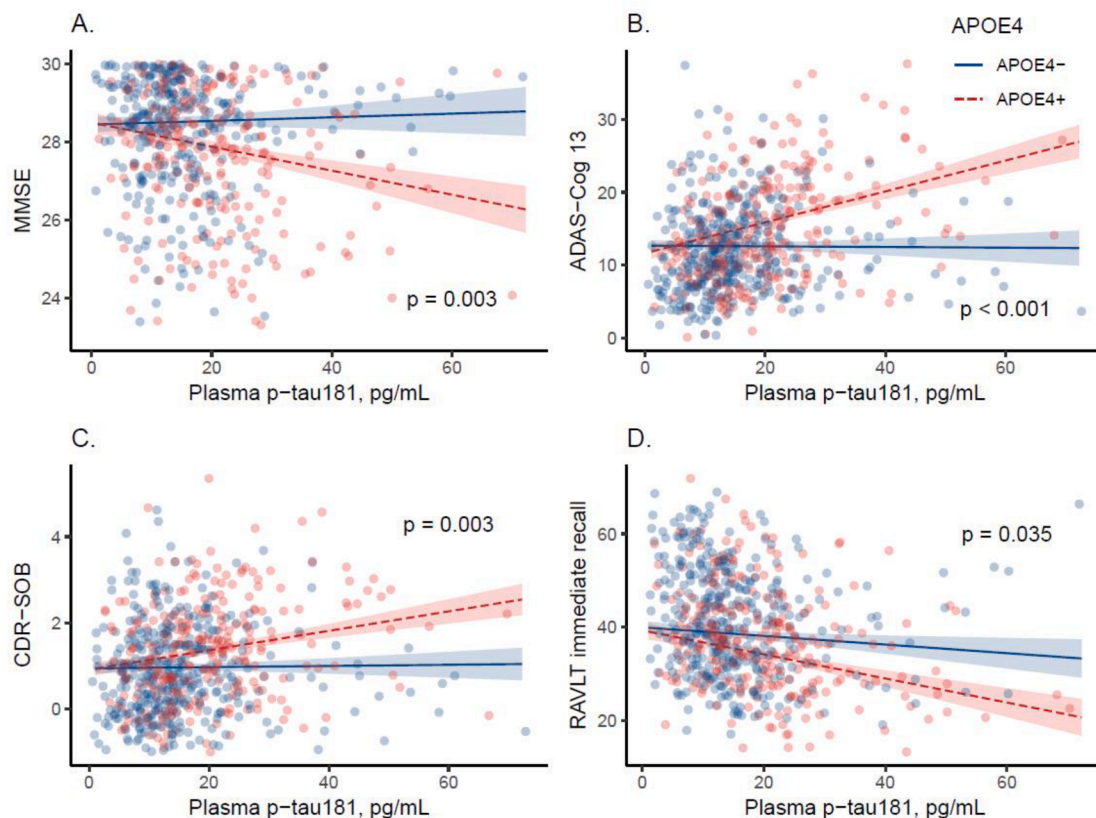 A.
MMSE
30
28
26
24
p = 0.003
0
20
40
60
Plasma p−tau181, pg/mL
B.
APOE4
APOE4−
APOE4+
ADAS−Cog 13
30
20
10
0
p < 0.001
0
20
40
60
Plasma p−tau181, pg/mL
C.
CDR−SOB
4
2
0
p = 0.003
0
20
40
60
Plasma p−tau181, pg/mL
D.
RAVLT immediate recall
60
40
20
p = 0.035
0
20
40
60
Plasma p−tau181, pg/mL